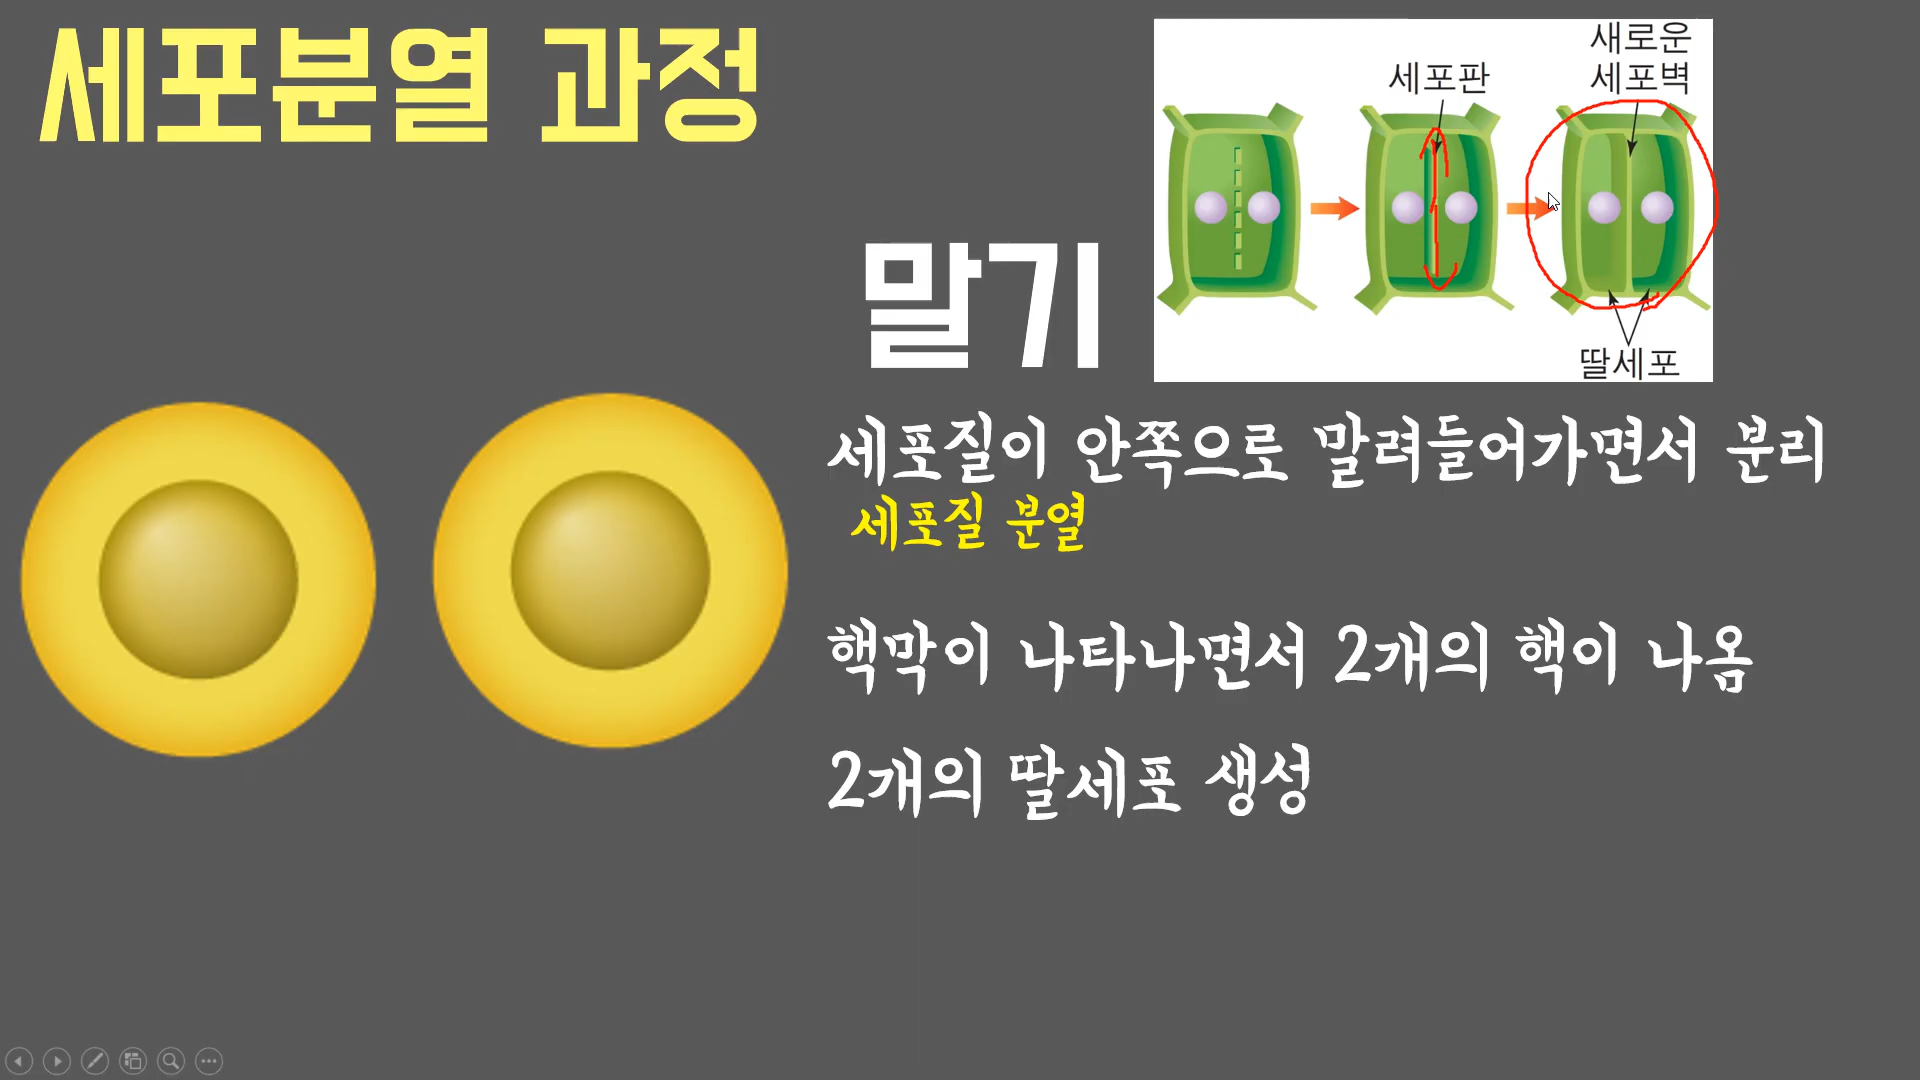 세포분열 과정
새로운
세포판
세포벽
딸세포
말기
세포질이 안쪽으로 말려들어가면서 분리
세포질 분열
핵막이 나타나면서 2개의 핵이 나옴
2개의 딸세포 생성